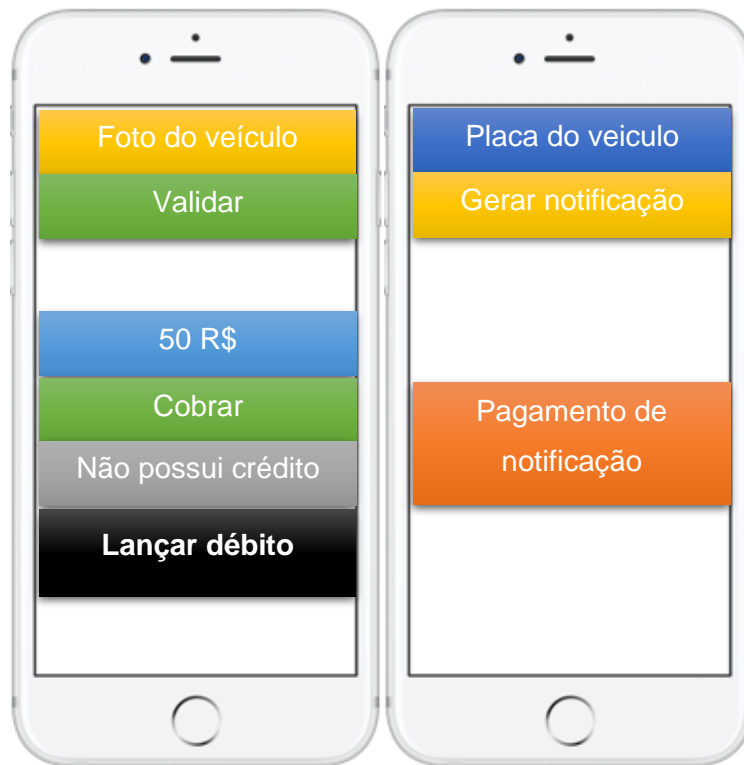 Foto do veículo
Validar
50 R$
Cobrar
Não possui crédito
Lançar débito
Placa do veiculo
Gerar notificação
Pagamento de
notificação